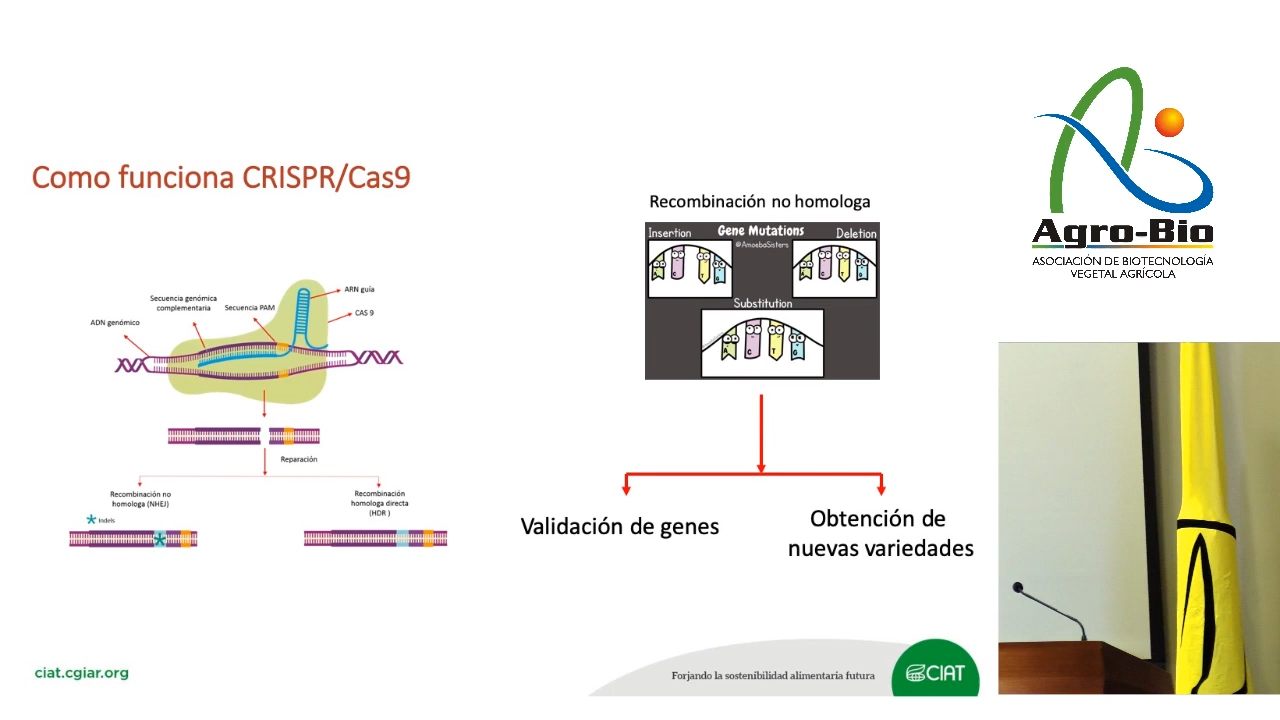 Como funciona CRISPR/Cas9
ARN guía
Secuencia genómica
complementaria
Secuencia PAM
CAS 9
ADN genómico
Reparación
Recombinación no
homologa (NHEJ)
Indels
Recombinación
homologa directa
(HDR )
Recombinación no homologa
Gene Mutations
@AmoebaSisters
Insertion
Deletion
A
C
T
G
A
C
T
G
Substitution
A
C
T
G
Validación de genes
Obtención de
nuevas variedades
ciat.cgiar.org
Forjando la sostenibilidad alimentaria futura
CIAT
Agro-Bio
ASOCIACIÓN DE BIOTECNOLOGÍA
VEGETAL AGRÍCOLA